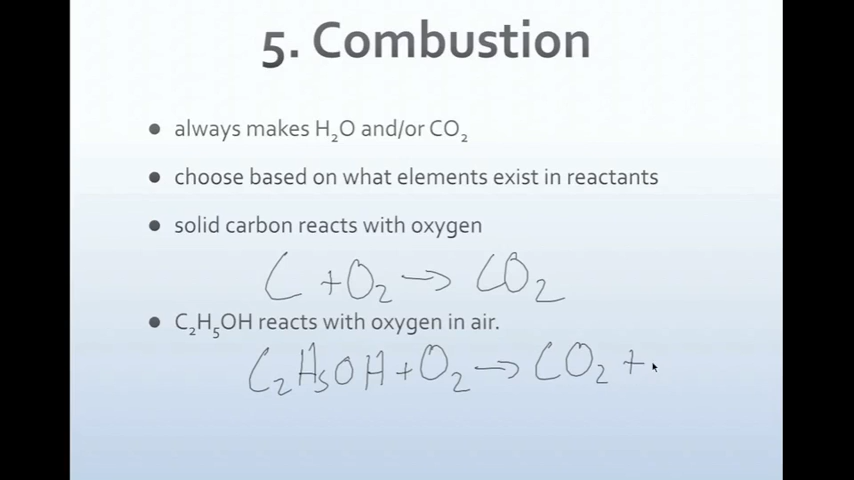 5. Combustion
• always makes H₂O and/or CO₂
• choose based on what elements exist in reactants
• solid carbon reacts with oxygen
C + O₂ → CO₂
• C₂H₅OH reacts with oxygen in air.
C₂H₅OH + O₂ → CO₂ +